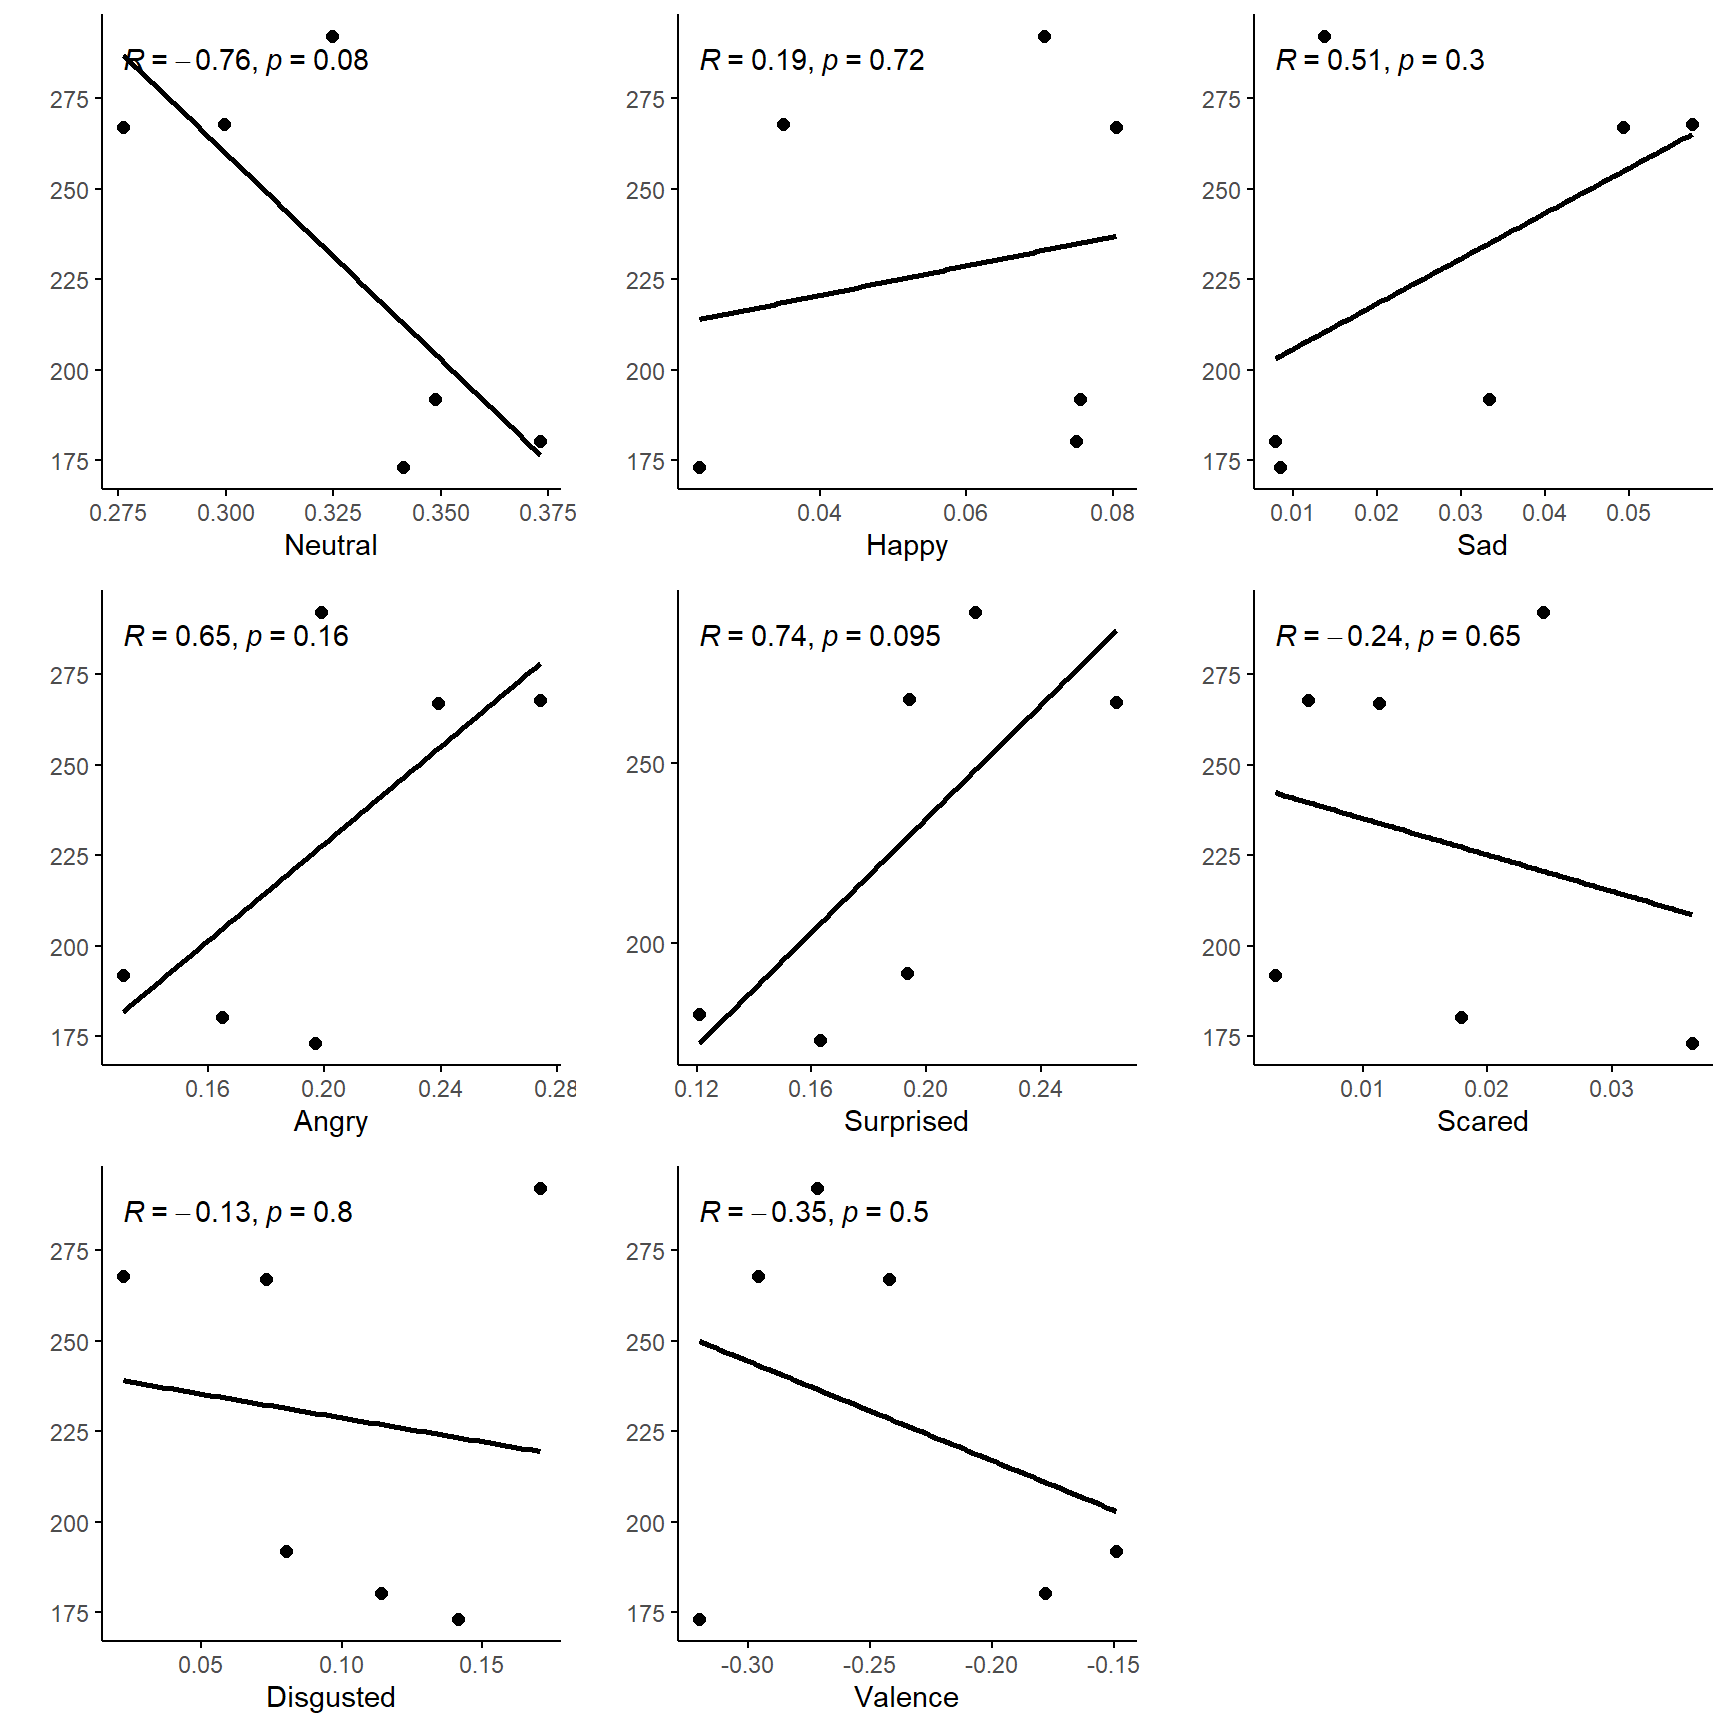 R = −0.76, p = 0.08
275
250
225
200
175
0.275 0.300 0.325 0.350 0.375
Neutral
R = 0.19, p = 0.72
275
250
225
200
175
0.04 0.06 0.08
Happy
R = 0.51, p = 0.3
275
250
225
200
175
0.01 0.02 0.03 0.04 0.05
Sad
R = 0.65, p = 0.16
275
250
225
200
175
0.16 0.20 0.24 0.28
Angry
R = 0.74, p = 0.095
250
200
0.12 0.16 0.20 0.24
Surprised
R = −0.24, p = 0.65
275
250
225
200
175
0.01 0.02 0.03
Scared
R = −0.13, p = 0.8
275
250
225
200
175
0.05 0.10 0.15
Disgusted
R = −0.35, p = 0.5
275
250
225
200
175
-0.30 -0.25 -0.20 -0.15
Valence